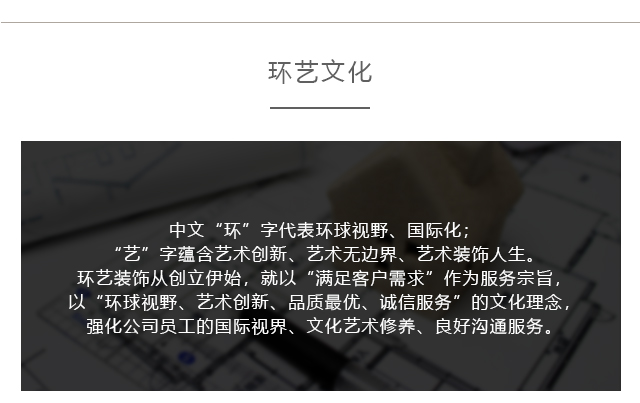 环艺文化
中文“环”字代表环球视野、国际化；
“艺”字蕴含艺术创新、艺术无边界、艺术装饰人生。
环艺装饰从创立伊始，就以“满足客户需求”作为服务宗旨，
以“环球视野、艺术创新、品质最优、诚信服务”的文化理念，
强化公司员工的国际视界、文化艺术修养、良好沟通服务。